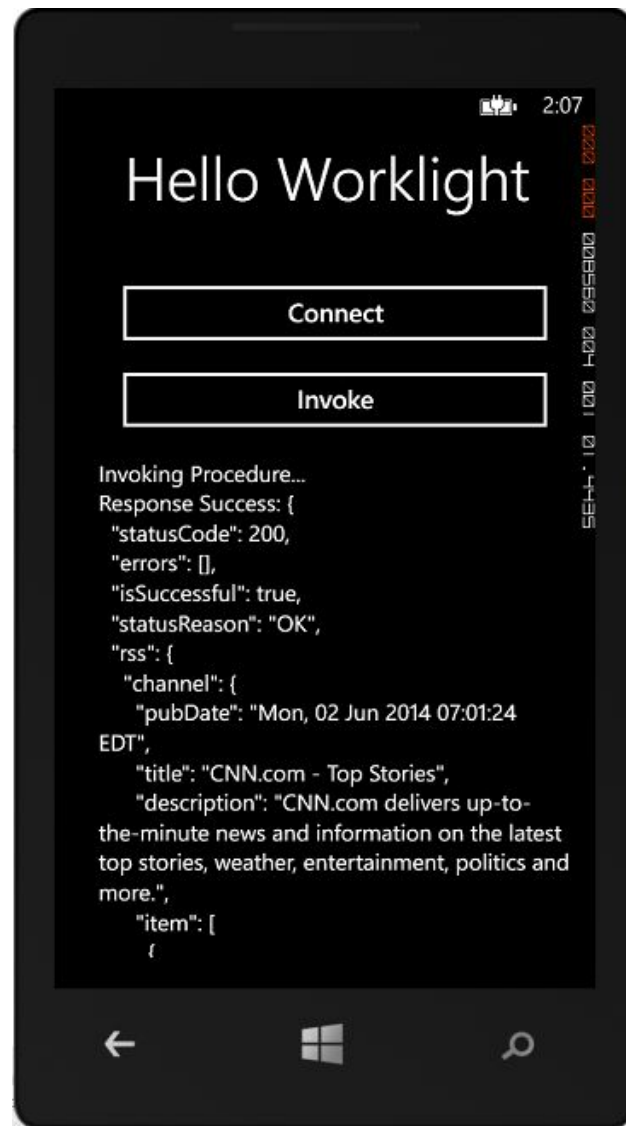 2:07
Hello Worklight
Connect
Invoke
000 000
Invoking Procedure...
Response Success: {
"statusCode": 200,
"errors": [],
"isSuccessful": true,
"statusReason": "OK",
"rss": {
"channel": {
"pubDate": "Mon, 02 Jun 2014 07:01:24
EDT",
"title": "CNN.com - Top Stories",
"description": "CNN.com delivers up-to-
the-minute news and information on the latest
top stories, weather, entertainment, politics and
more.",
"item": [
{